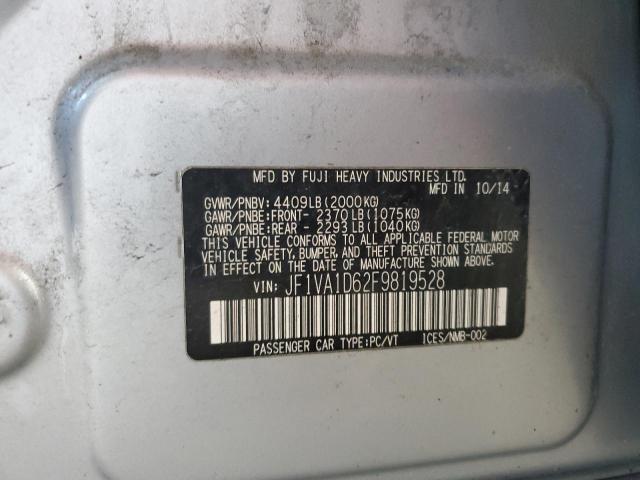 MFD BY FUJI HEAVY INDUSTRIES LTD.
MFD IN 10/14
GVWR/PNBV: 4409LB(2000KG)
GAWR/PNBE:FRONT- 2370LB(1075KG)
GAWR/PNBE:REAR - 2293LB(1040KG)
THIS VEHICLE CONFORMS TO ALL APPLICABLE FEDERAL MOTOR
VEHICLE SAFETY, BUMPER, AND THEFT PREVENTION STANDARDS
IN EFFECT ON THE DATE OF MANUFACTURE SHOWN ABOVE.
VIN: JF1VA1D62F9819528
PASSENGER CAR TYPE:PC/VT ICES/NMB-002